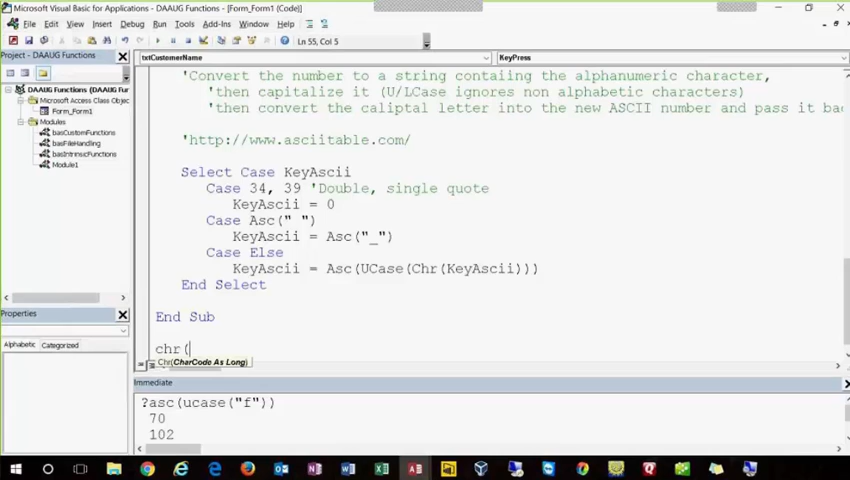 Microsoft Visual Basic for Applications - DAAUG Functions - [Form_Form1 (Code)]
File Edit View Insert Debug Run Tools Add-Ins Window Help
Ln 55, Col 5
Project - DAAUG Functions
txtCustomerName
KeyPress
DAAUG Functions (DAAUG Fur
Microsoft Access Class Objec
Form_Form1
Modules
basCustomFunctions
basFileHandling
basIntrinsicFunctions
Module1
Properties
Alphabetic Categorized
'Convert the number to a string contaiing the alphanumeric character,
'then capitalize it (U/LCase ignores non alphabetic characters)
'then convert the caliptal letter into the new ASCII number and pass it bac
'http://www.asciitable.com/
Select Case KeyAscii
Case 34, 39 'Double, single quote
KeyAscii = 0
Case Asc(" ")
KeyAscii = Asc("_")
Case Else
KeyAscii = Asc(UCase(Chr(KeyAscii)))
End Select
End Sub
chr(
Chr(CharCode As Long)
Immediate
?asc(ucase("f"))
70
102